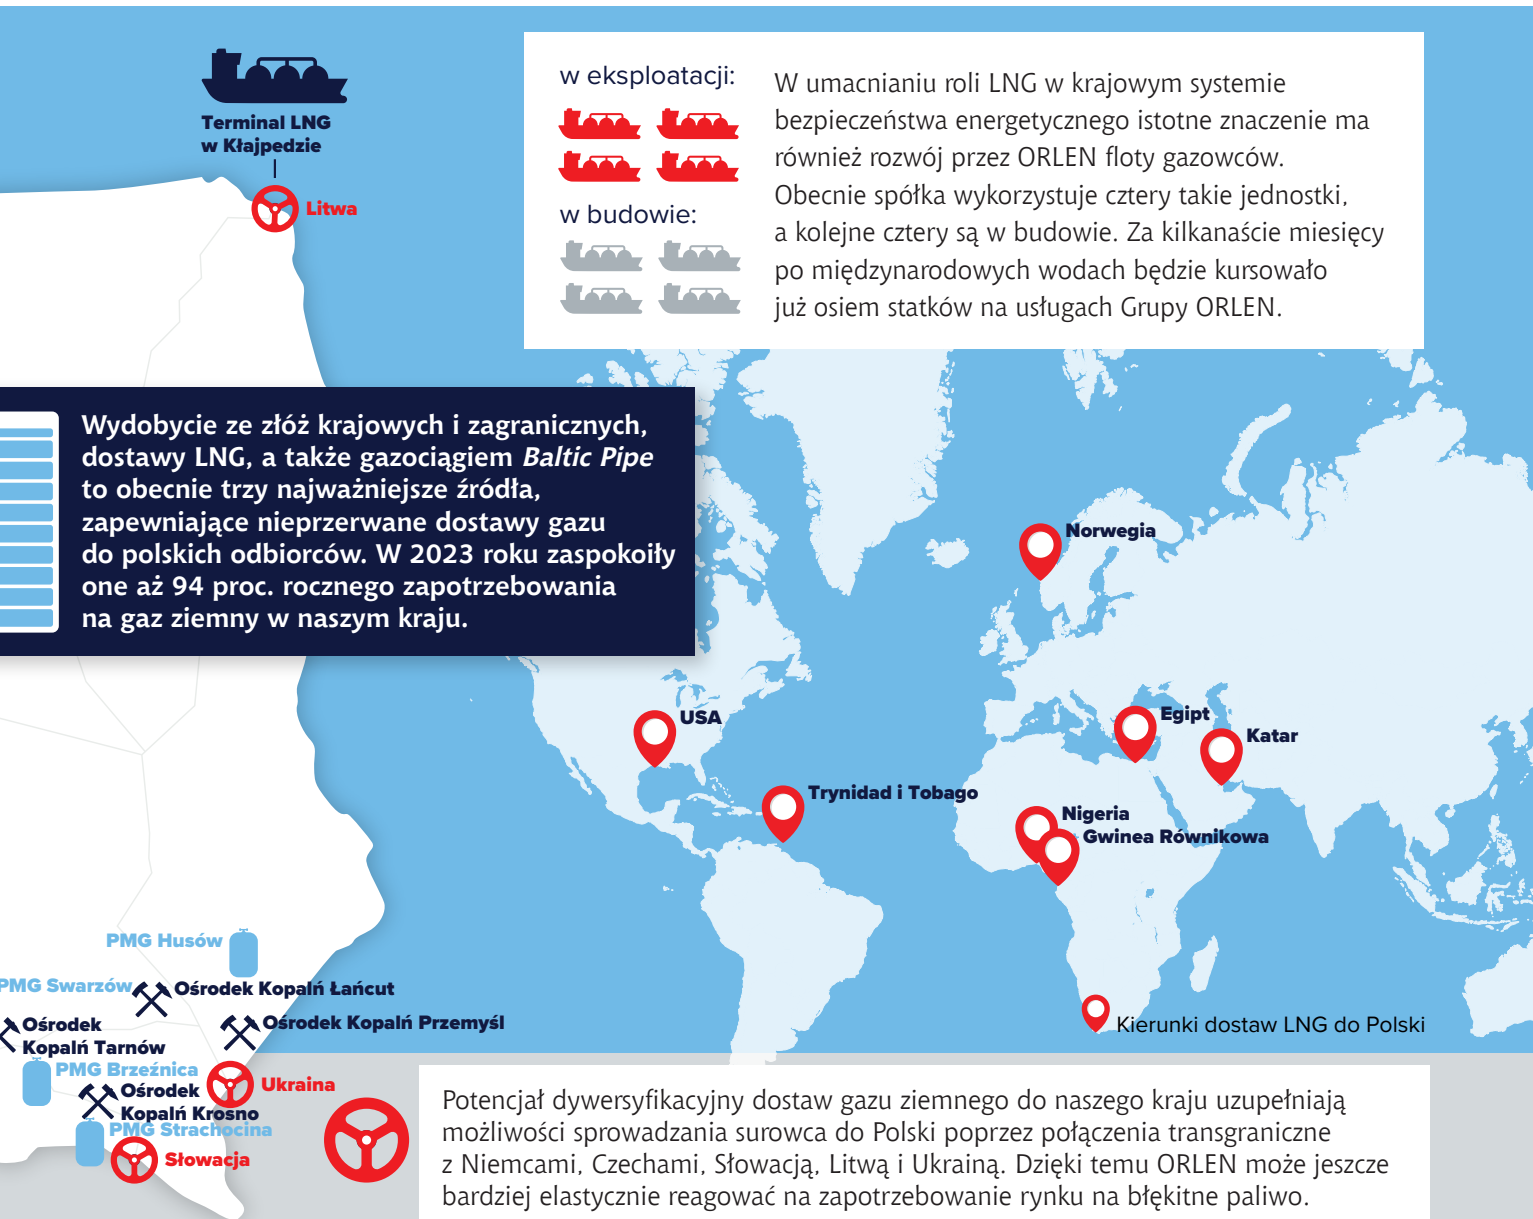 Terminal LNG
w Kłajpedzie
Litwa
w eksploatacji:
w budowie:
W umacnianiu roli LNG w krajowym systemie
bezpieczeństwa energetycznego istotne znaczenie ma
również rozwój przez ORLEN floty gazowców.
Obecnie spółka wykorzystuje cztery takie jednostki,
a kolejne cztery są w budowie. Za kilkanaście miesięcy
po międzynarodowych wodach będzie kursowało
już osiem statków na usługach Grupy ORLEN.
Wydobycie ze złóż krajowych i zagranicznych,
dostawy LNG, a także gazociągiem Baltic Pipe
to obecnie trzy najważniejsze źródła,
zapewniające nieprzerwane dostawy gazu
do polskich odbiorców. W 2023 roku zaspokoiły
one aż 94 proc. rocznego zapotrzebowania
na gaz ziemny w naszym kraju.
Norwegia
USA
Egipt
Katar
Trynidad i Tobago
Nigeria
Gwinea Równikowa
Kierunki dostaw LNG do Polski
PMG Husów
PMG Swarzów
Ośrodek Kopalń Łańcut
Ośrodek
Kopalń Tarnów
Ośrodek Kopalń Przemyśl
PMG Brzeźnica
Ukraina
Ośrodek
Kopalń Krosno
PMG Strachocina
Słowacja
Potencjał dywersyfikacyjny dostaw gazu ziemnego do naszego kraju uzupełniają
możliwości sprowadzania surowca do Polski poprzez połączenia transgraniczne
z Niemcami, Czechami, Słowacją, Litwą i Ukrainą. Dzięki temu ORLEN może jeszcze
bardziej elastycznie reagować na zapotrzebowanie rynku na błękitne paliwo.